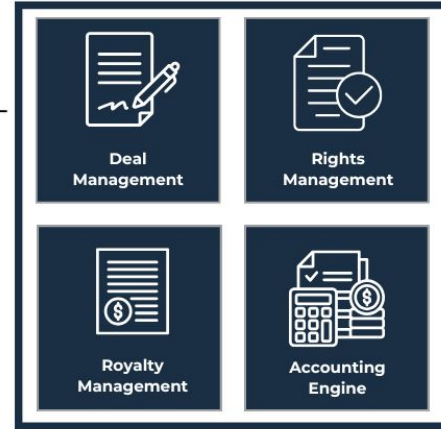 Deal
Management
Rights
Management
Royalty
Management
Accounting
Engine